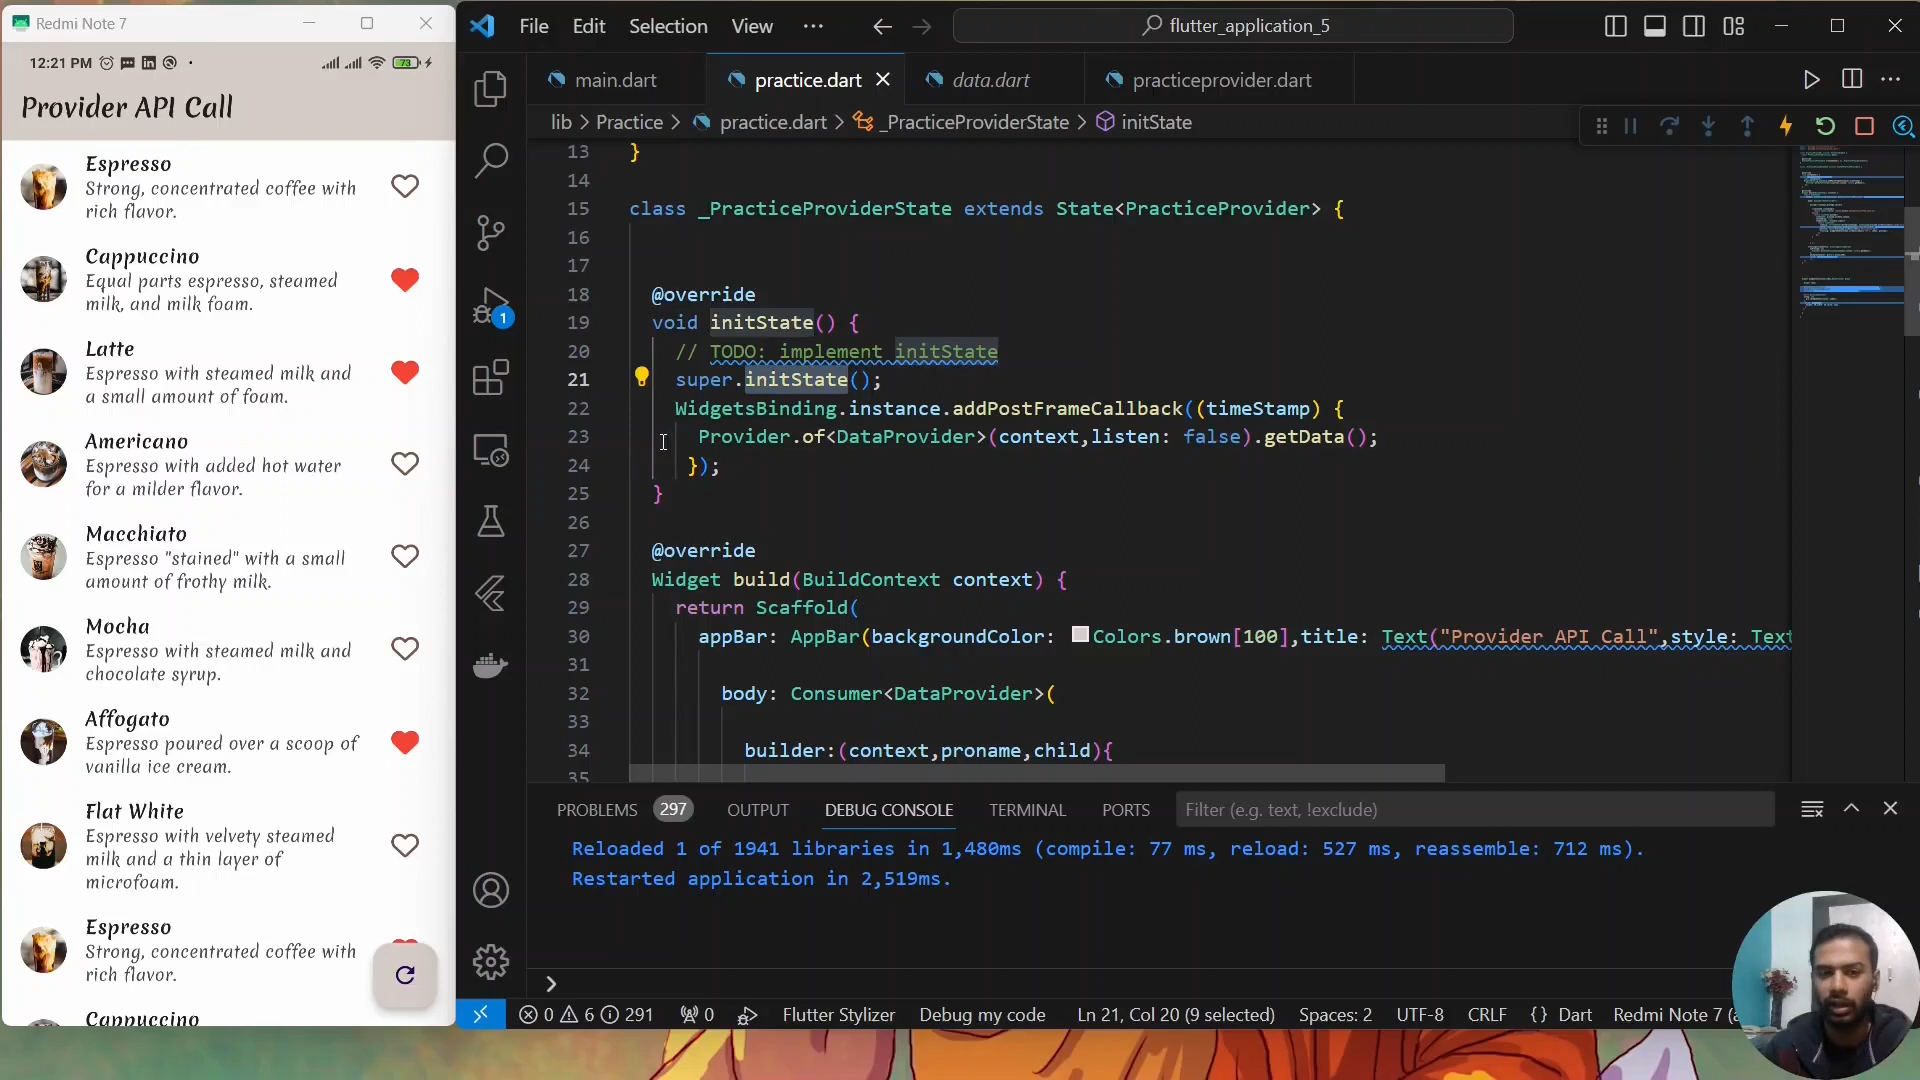 Redmi Note 7
12:21 PM
73
Provider API Call
Espresso
Strong, concentrated coffee with
rich flavor.
Cappuccino
Equal parts espresso, steamed
milk, and milk foam.
Latte
Espresso with steamed milk and
a small amount of foam.
Americano
Espresso with added hot water
for a milder flavor.
Macchiato
Espresso "stained" with a small
amount of frothy milk.
Mocha
Espresso with steamed milk and
chocolate syrup.
Affogato
Espresso poured over a scoop of
vanilla ice cream.
Flat White
Espresso with velvety steamed
milk and a thin layer of
microfoam.
Espresso
Strong, concentrated coffee with
rich flavor.
Cappuccino
File Edit Selection View ··· flutter_application_5
main.dart practice.dart data.dart practiceprovider.dart
lib > Practice > practice.dart > _PracticeProviderState > initState
1
13 }
14
15 class _PracticeProviderState extends State<PracticeProvider> {
16
17
18 @override
19 void initState() {
20 // TODO: implement initState
21 super.initState();
22 WidgetsBinding.instance.addPostFrameCallback((timeStamp) {
23 Provider.of<DataProvider>(context,listen: false).getData();
24 });
25 }
26
27 @override
28 Widget build(BuildContext context) {
29 return Scaffold(
30 appBar: AppBar(backgroundColor: Colors.brown[100],title: Text("Provider API Call",style: Text
31
32 body: Consumer<DataProvider>(
33
34 builder:(context,proname,child){
35
PROBLEMS 297 OUTPUT DEBUG CONSOLE TERMINAL PORTS Filter (e.g. text, !exclude)
Reloaded 1 of 1941 libraries in 1,480ms (compile: 77 ms, reload: 527 ms, reassemble: 712 ms).
Restarted application in 2,519ms.
>
0 6 291 0 Flutter Stylizer Debug my code Ln 21, Col 20 (9 selected) Spaces: 2 UTF-8 CRLF {} Dart Redmi Note 7